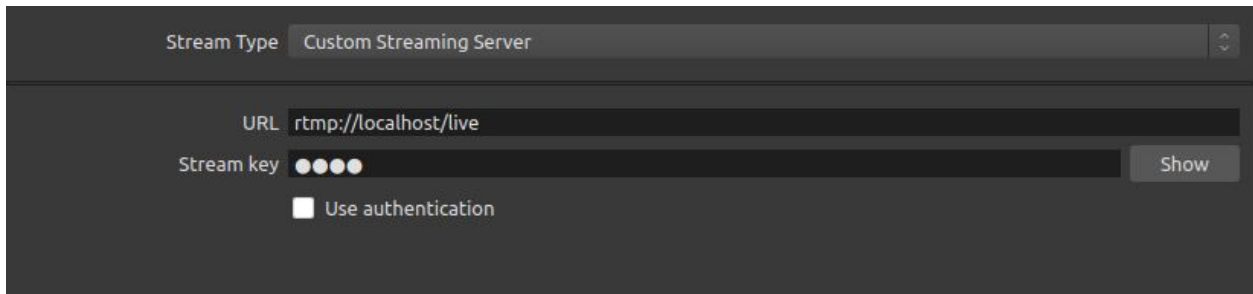 Stream Type Custom Streaming Server
URL rtmp://localhost/live
Stream key ●●●● Show
Use authentication